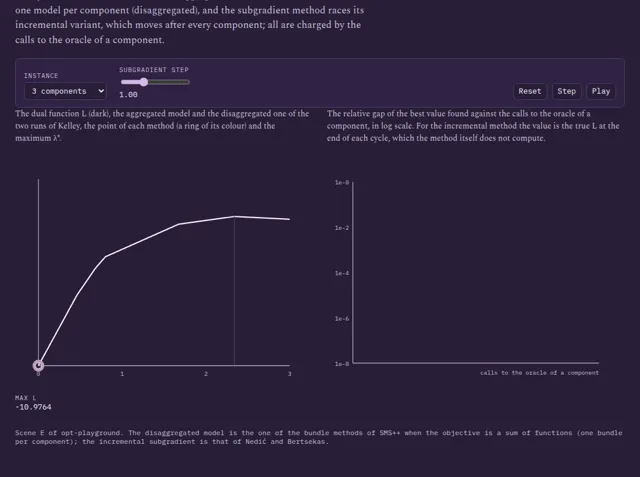 one model per component (disaggregated), and the subgradient method races its
incremental variant, which moves after every component; all are charged by the
calls to the oracle of a component.
INSTANCE
3 components
SUBGRADIENT STEP
1.00
Reset
Step
Play
The dual function L (dark), the aggregated model and the disaggregated one of the
two runs of Kelley, the point of each method (a ring of its colour) and the
maximum λ*.
The relative gap of the best value found against the calls to the oracle of a
component, in log scale. For the incremental method the value is the true L at the
end of each cycle, which the method itself does not compute.
0
1
2
3
1e-0
1e-2
1e-4
1e-6
1e-8
calls to the oracle of a component
MAX L
-10.9764
Scene E of opt-playground. The disaggregated model is the one of the bundle methods of SMS++ when the objective is a sum of functions (one bundle
per component); the incremental subgradient is that of Nedić and Bertsekas.